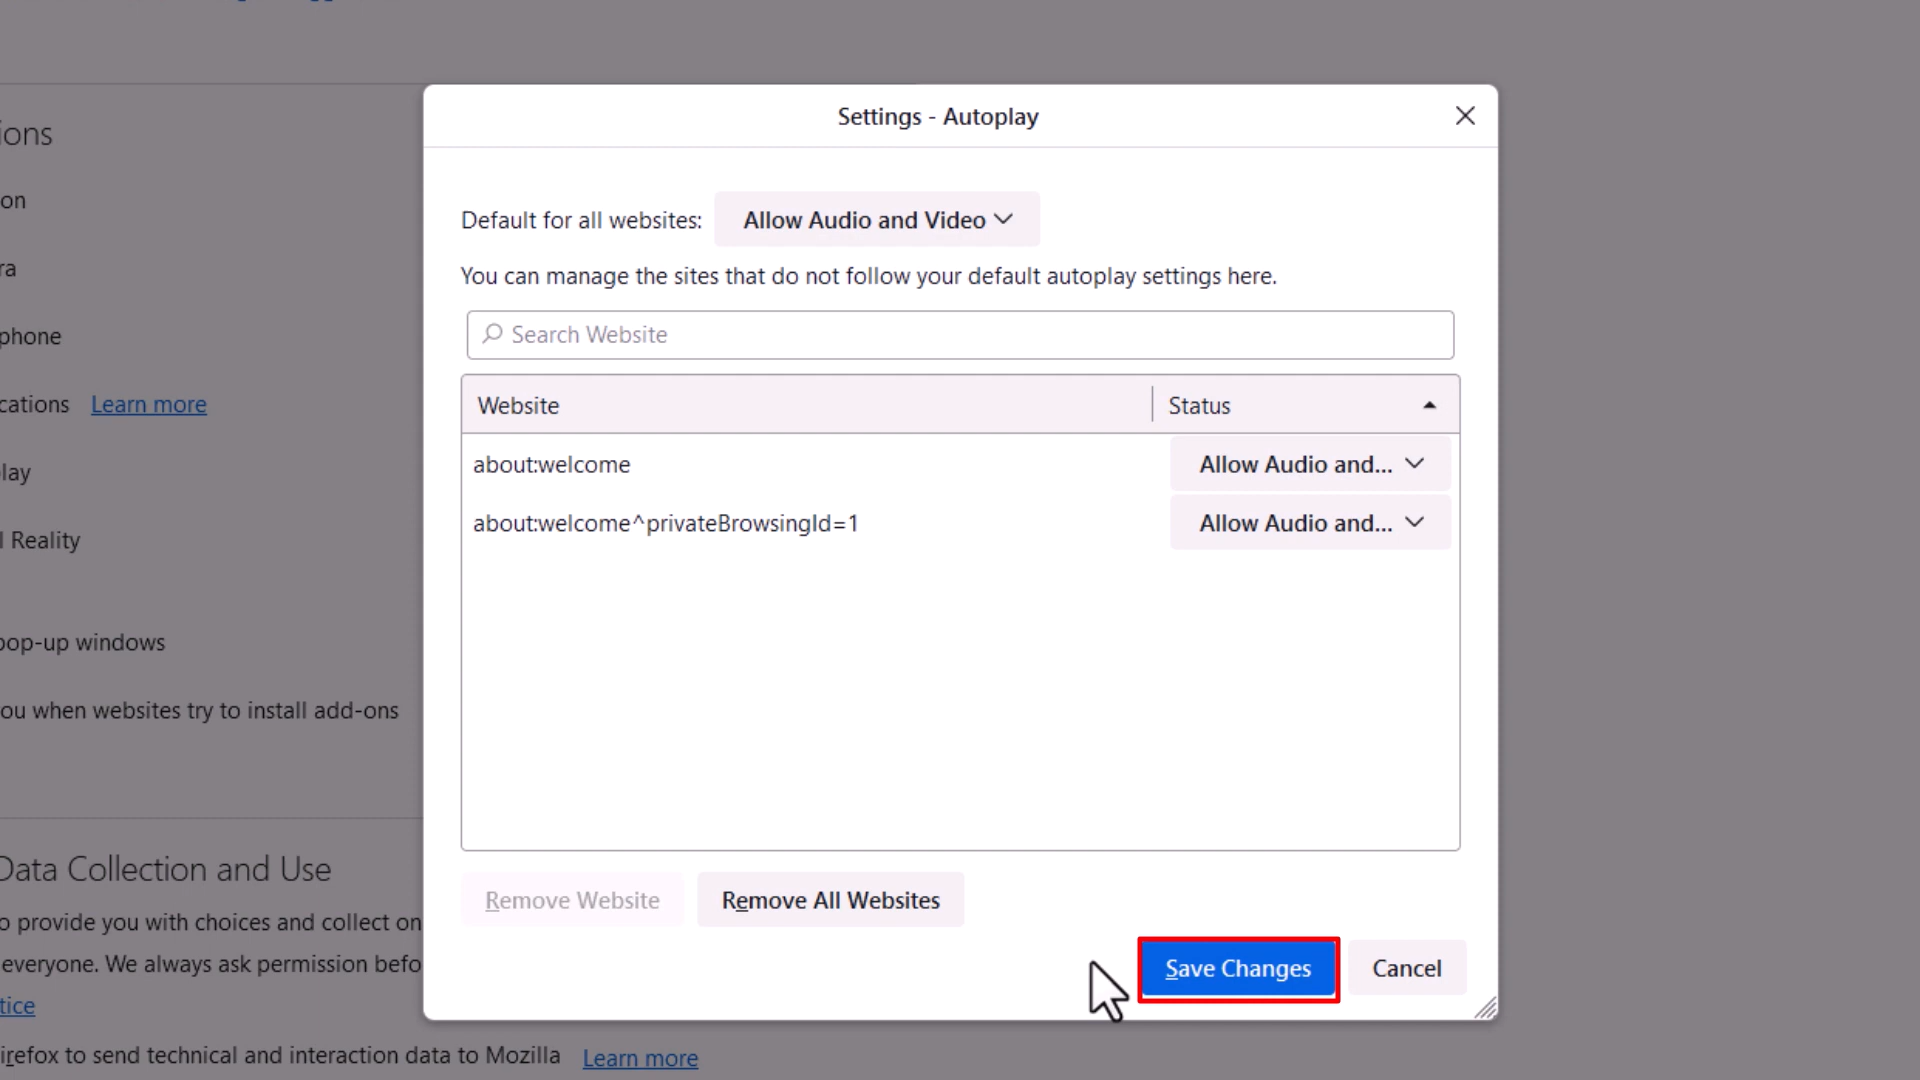 Settings - Autoplay
ions
on
Default for all websites: Allow Audio and Video
ra
You can manage the sites that do not follow your default autoplay settings here.
phone
Search Website
cations Learn more
Website Status
lay
about:welcome Allow Audio and...
about:welcome^privateBrowsingId=1 Allow Audio and...
l Reality
pop-up windows
ou when websites try to install add-ons
Data Collection and Use
Remove Website Remove All Websites
o provide you with choices and collect on
everyone. We always ask permission befo
Save Changes Cancel
tice
irefox to send technical and interaction data to Mozilla Learn more